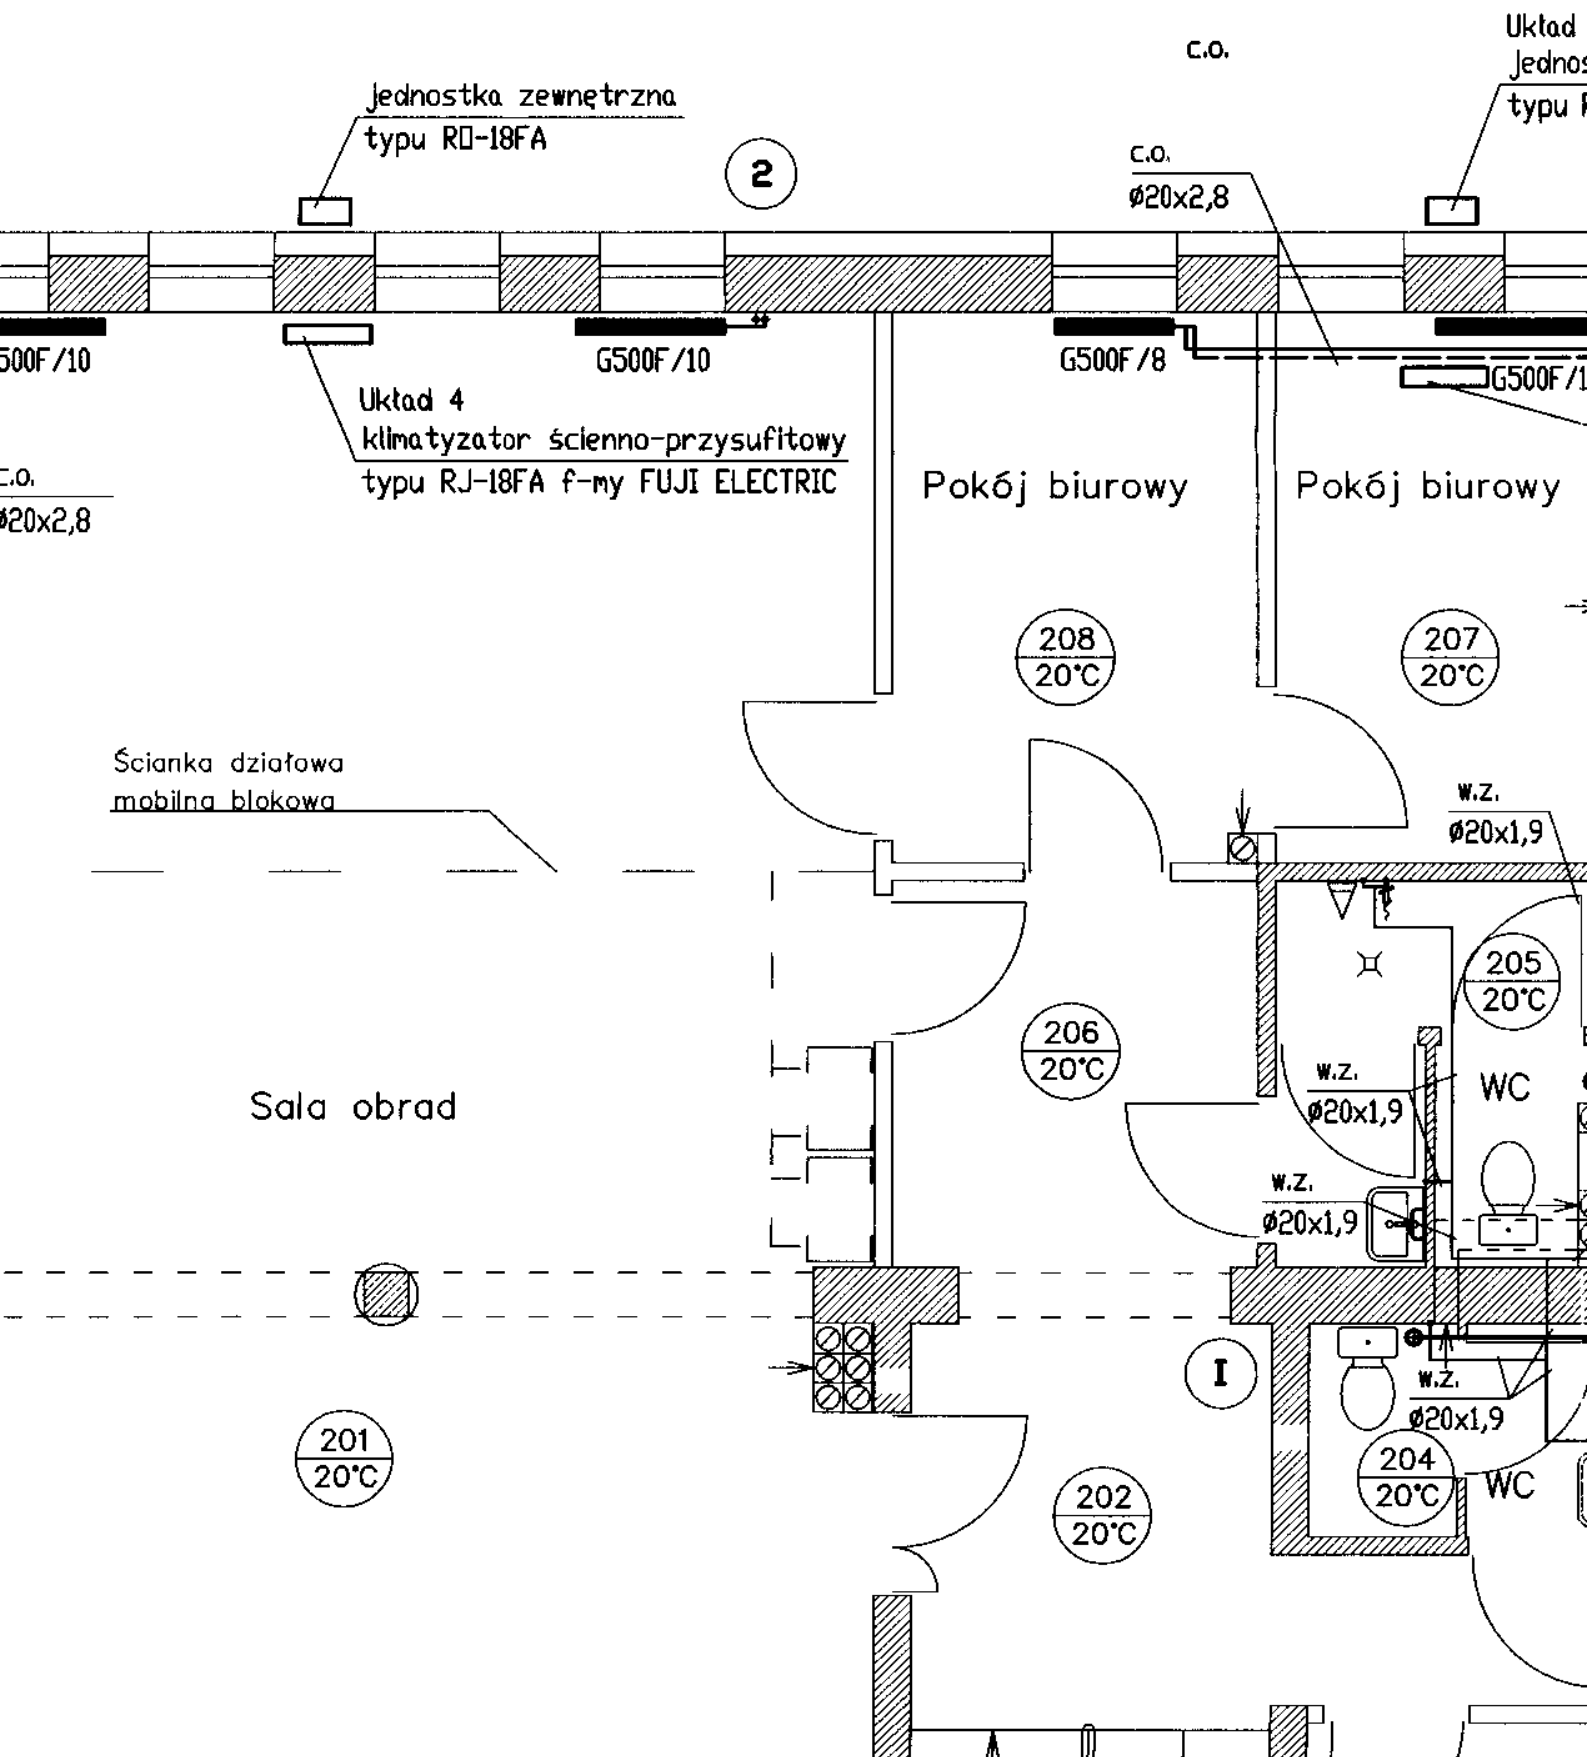 Układ
c.o.
jednos
jednostka zewnętrzna
typu R
typu RO-18FA
c.o.
2
ø20x2,8
500F/10
G500F/10
G500F/8
G500F/1
Układ 4
klimatyzator ścienno-przysufitowy
typu RJ-18FA f-my FUJI ELECTRIC
c.o.
ø20x2,8
Pokój biurowy
Pokój biurowy
208
20°C
207
20°C
Ścianka działowa
mobilna blokowa
w.z.
ø20x1,9
205
20°C
206
20°C
w.z.
ø20x1,9
WC
Sala obrad
w.z.
ø20x1,9
I
w.z.
ø20x1,9
201
20°C
204
20°C
WC
202
20°C